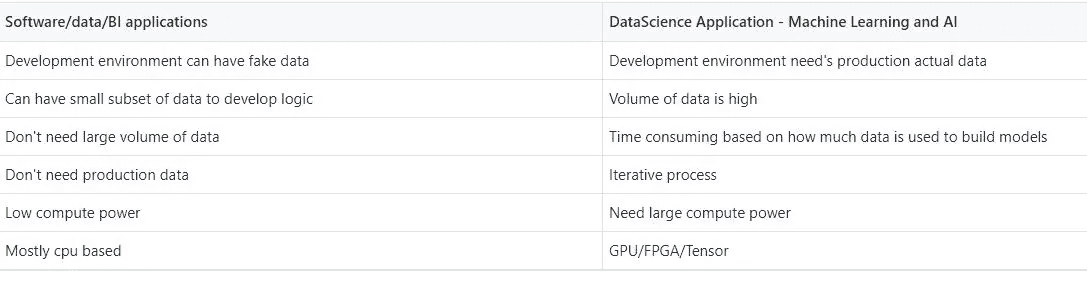 Software/data/BI applications DataScience Application - Machine Learning and AI
Development environment can have fake data Development environment need's production actual data
Can have small subset of data to develop logic Volume of data is high
Don't need large volume of data Time consuming based on how much data is used to build models
Don't need production data Iterative process
Low compute power Need large compute power
Mostly cpu based GPU/FPGA/Tensor